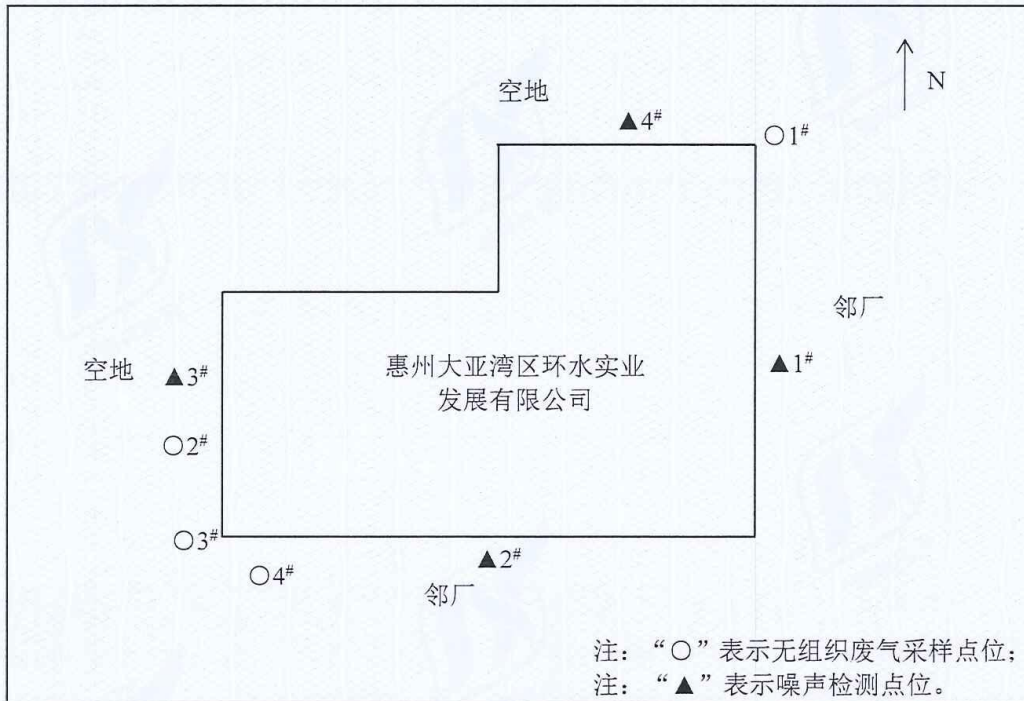 空地
N
▲4#
○1#
邻厂
空地
▲3#
惠州大亚湾区环水实业
发展有限公司
▲1#
○2#
○3#
▲2#
○4#
邻厂
注：“○”表示无组织废气采样点位；
注：“▲”表示噪声检测点位。